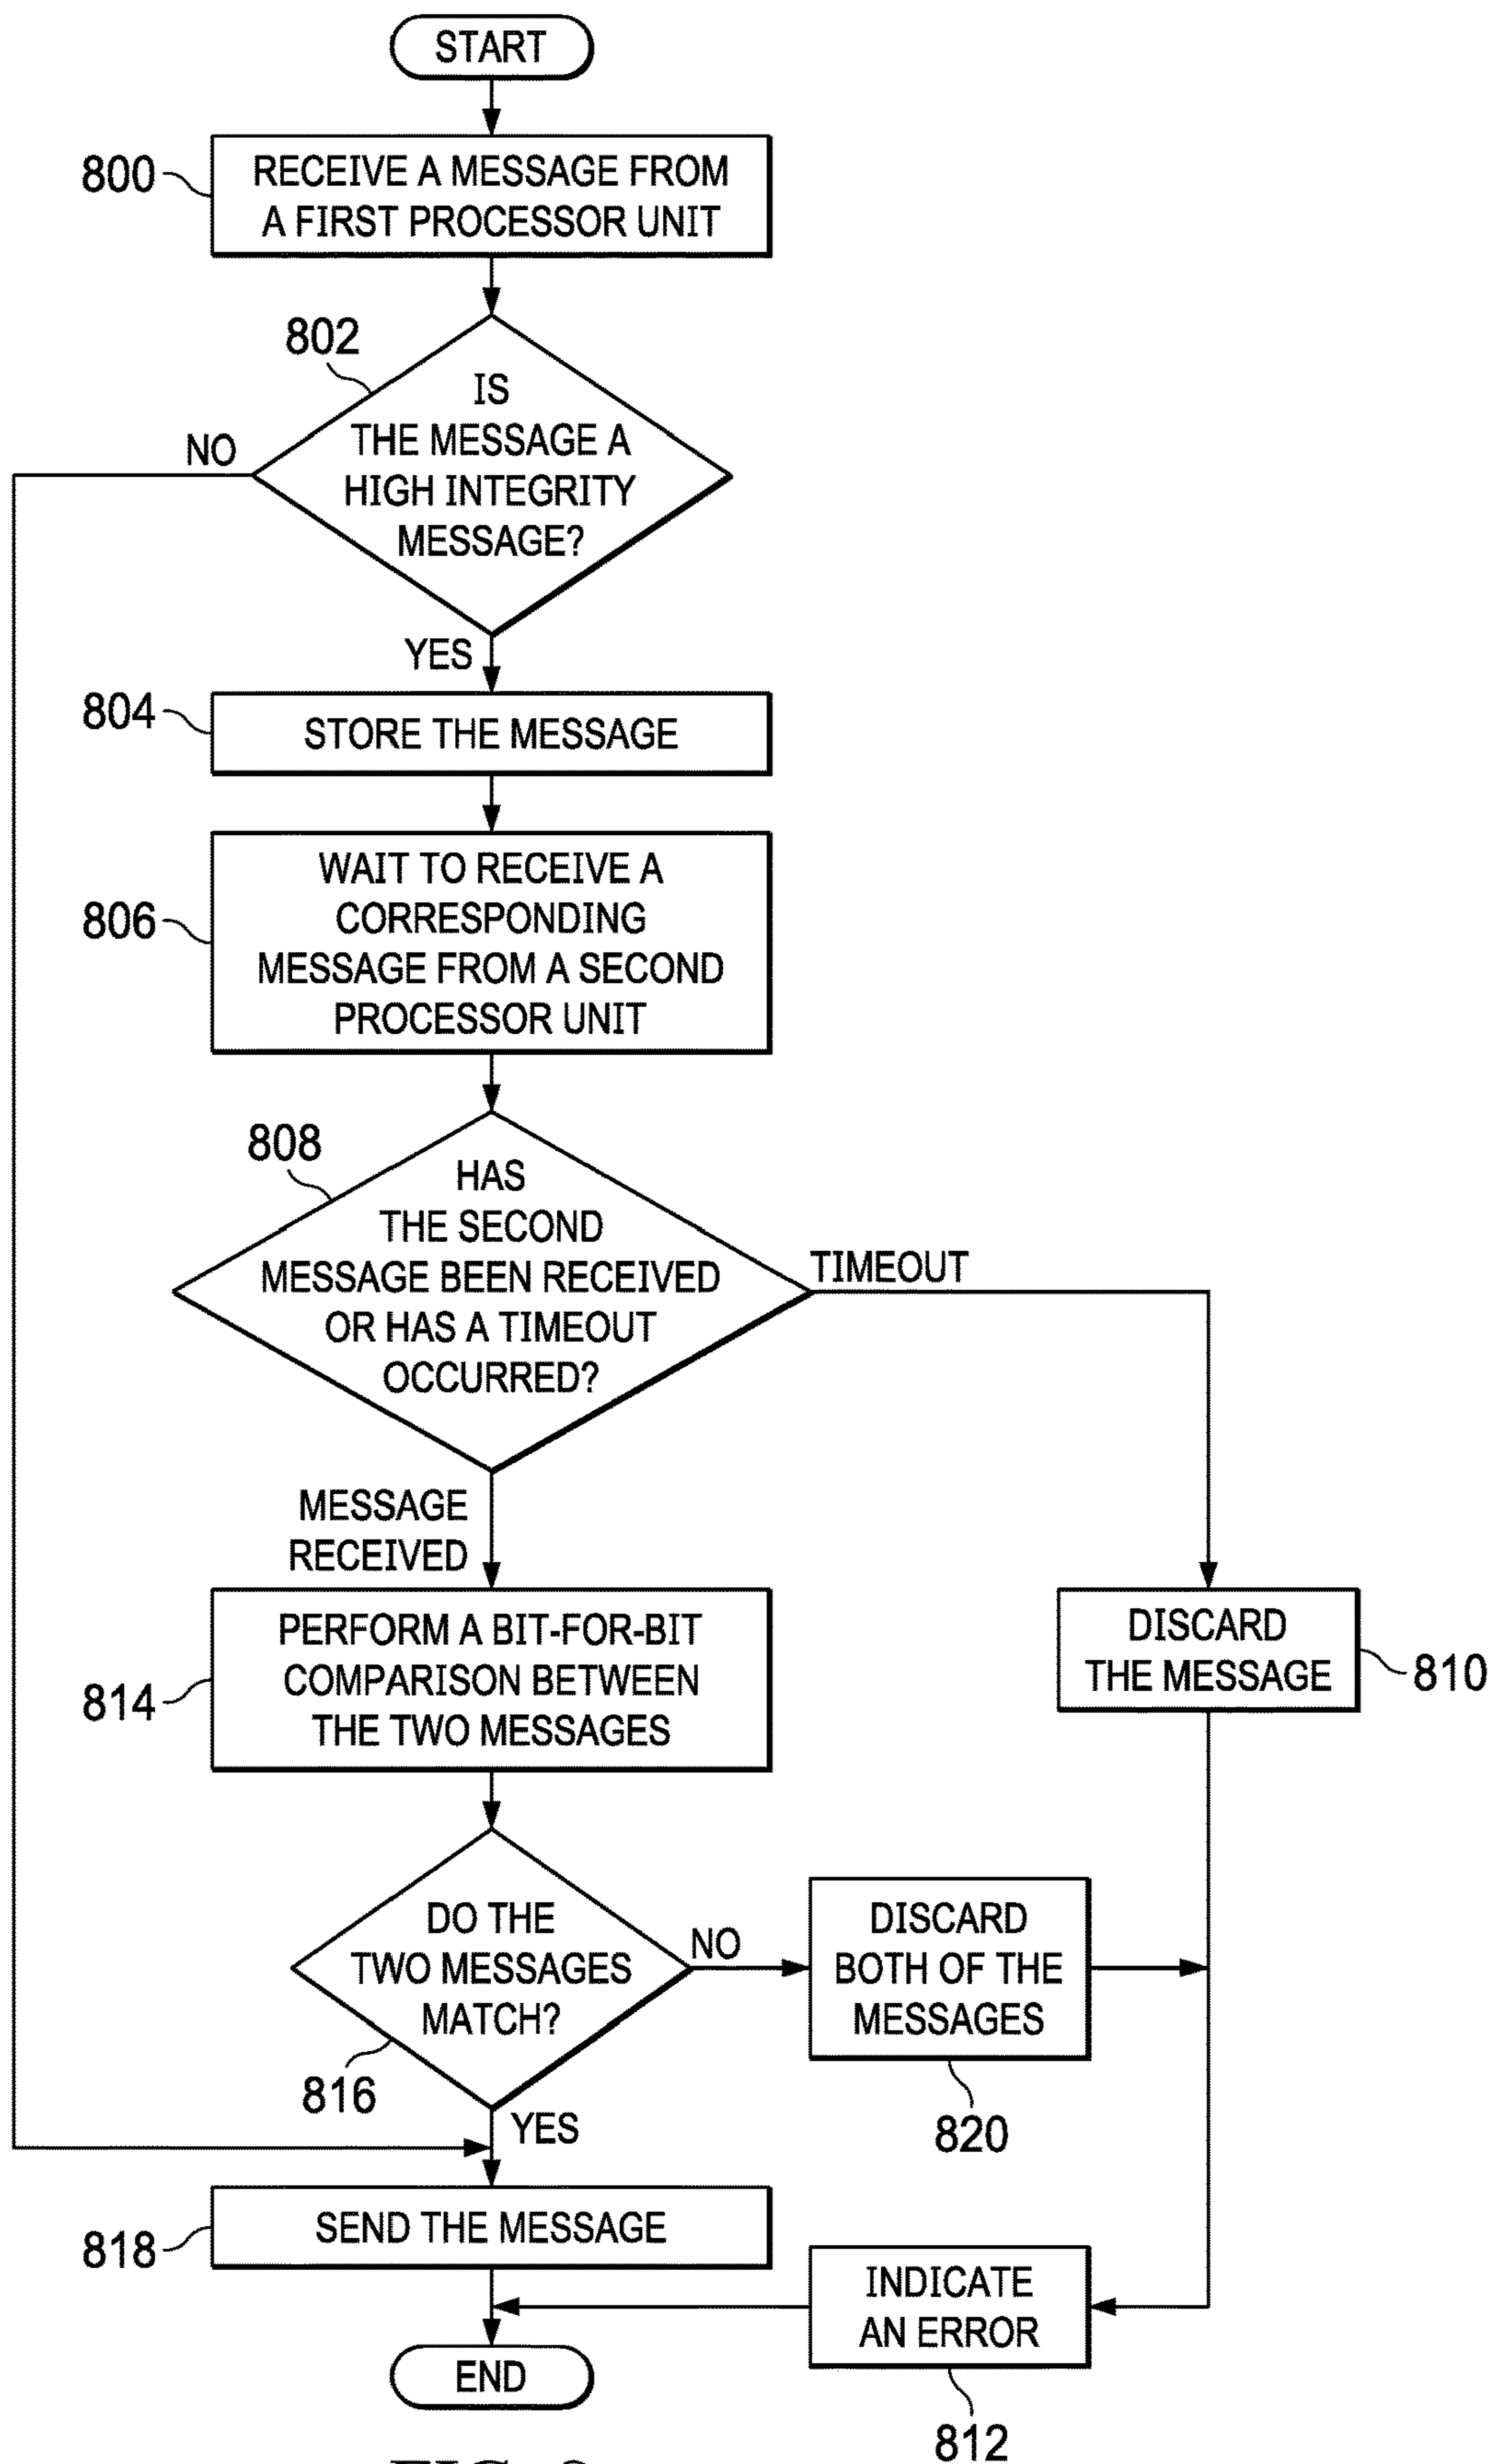 START
800
RECEIVE A MESSAGE FROM
A FIRST PROCESSOR UNIT
802
IS
THE MESSAGE A
HIGH INTEGRITY
MESSAGE?
NO
YES
804
STORE THE MESSAGE
806
WAIT TO RECEIVE A
CORRESPONDING
MESSAGE FROM A SECOND
PROCESSOR UNIT
808
HAS
THE SECOND
MESSAGE BEEN RECEIVED
OR HAS A TIMEOUT
OCCURRED?
TIMEOUT
MESSAGE
RECEIVED
814
PERFORM A BIT-FOR-BIT
COMPARISON BETWEEN
THE TWO MESSAGES
DISCARD
THE MESSAGE
810
DO THE
TWO MESSAGES
MATCH?
816
NO
DISCARD
BOTH OF THE
MESSAGES
820
YES
818
SEND THE MESSAGE
INDICATE
AN ERROR
812
END